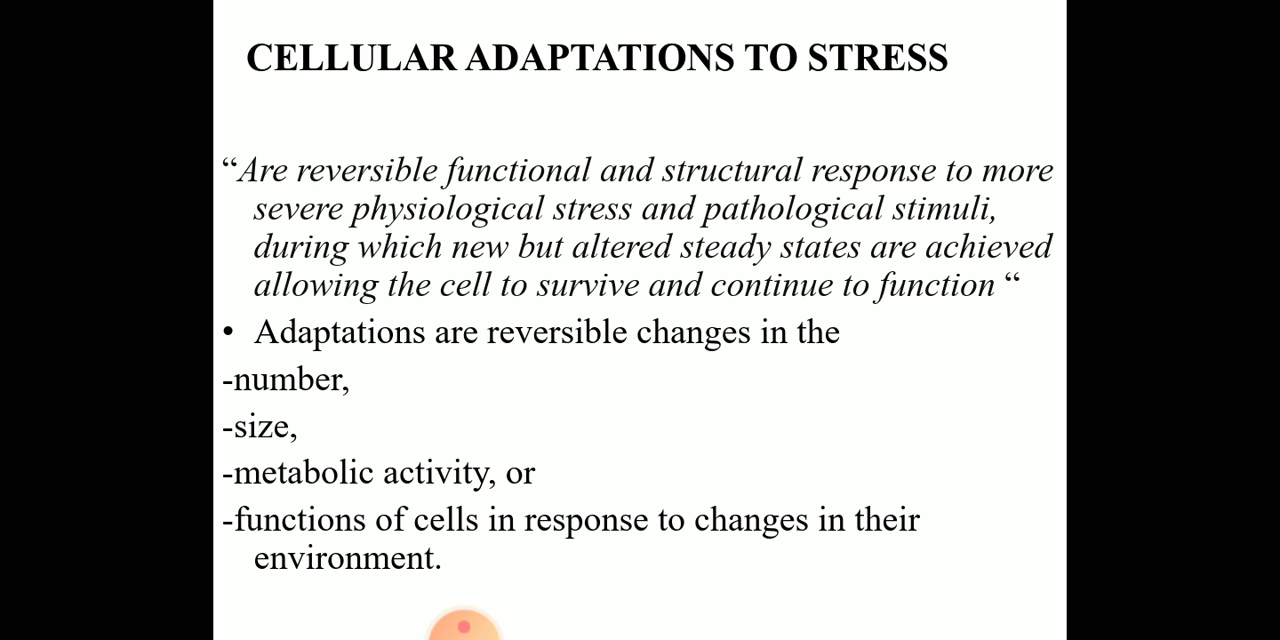 CELLULAR ADAPTATIONS TO STRESS
“Are reversible functional and structural response to more
severe physiological stress and pathological stimuli,
during which new but altered steady states are achieved
allowing the cell to survive and continue to function “
• Adaptations are reversible changes in the
-number,
-size,
-metabolic activity, or
-functions of cells in response to changes in their
environment.